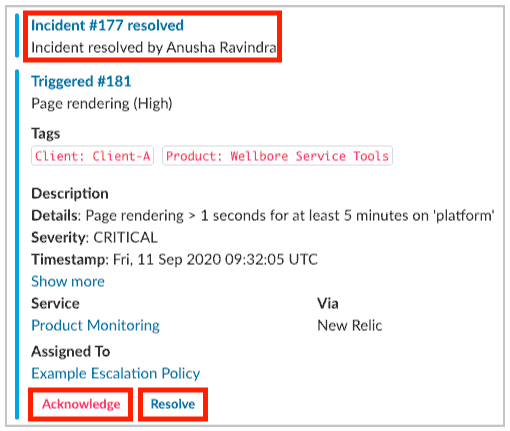 Incident #177 resolved
Incident resolved by Anusha Ravindra
Triggered #181
Page rendering (High)
Tags
Client: Client-A Product: Wellbore Service Tools
Description
Details: Page rendering > 1 seconds for at least 5 minutes on 'platform'
Severity: CRITICAL
Timestamp: Fri, 11 Sep 2020 09:32:05 UTC
Show more
Service Via
Product Monitoring New Relic
Assigned To
Example Escalation Policy
Acknowledge Resolve